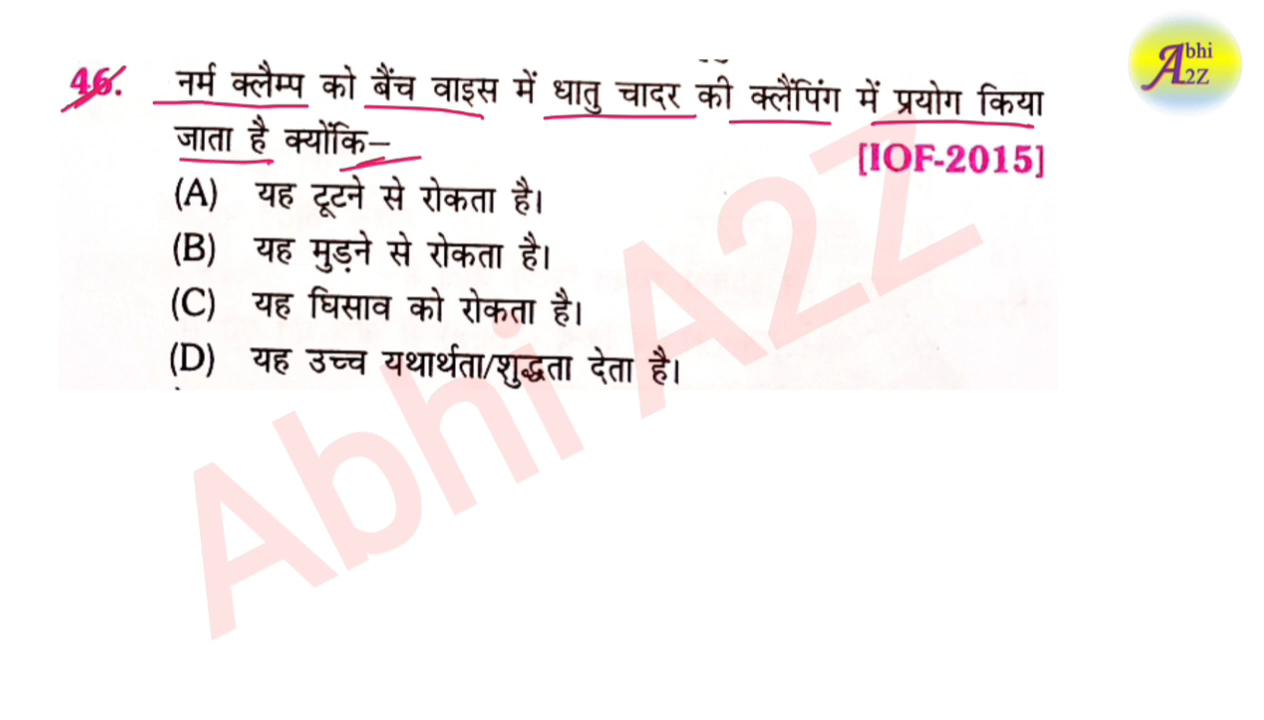 Abhi
A2Z
46. नर्म क्लैम्प को बैंच वाइस में धातु चादर की क्लैंपिंग में प्रयोग किया
जाता है क्योंकि–
[IOF-2015]
(A) यह टूटने से रोकता है।
(B) यह मुड़ने से रोकता है।
(C) यह घिसाव को रोकता है।
(D) यह उच्च यथार्थता/शुद्धता देता है।
Abhi A2Z